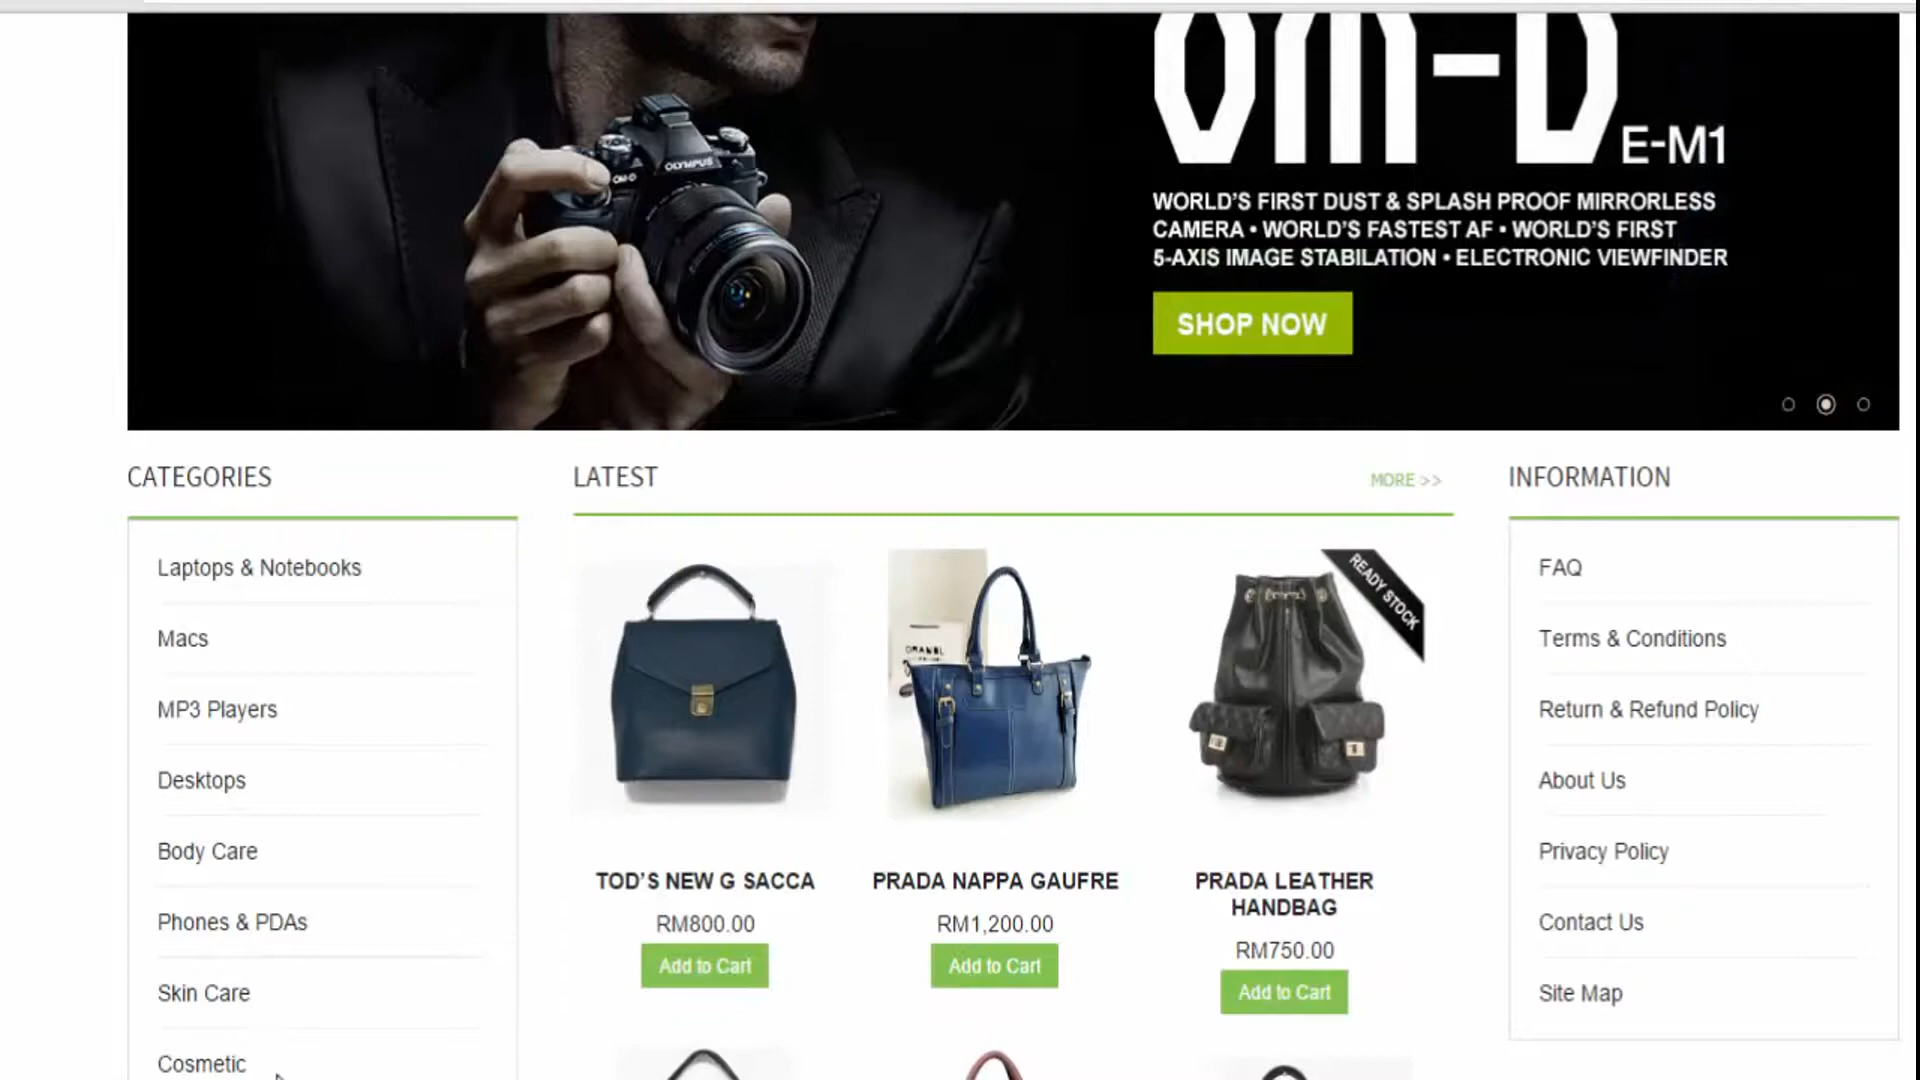 OM-D E-M1
OLYMPUS
OM-D
WORLD'S FIRST DUST & SPLASH PROOF MIRRORLESS
CAMERA • WORLD'S FASTEST AF • WORLD'S FIRST
5-AXIS IMAGE STABILATION • ELECTRONIC VIEWFINDER
SHOP NOW
CATEGORIES
Laptops & Notebooks
Macs
MP3 Players
Desktops
Body Care
Phones & PDAs
Skin Care
Cosmetic
LATEST
MORE >>
READY STOCK
TOD'S NEW G SACCA
RM800.00
Add to Cart
PRADA NAPPA GAUFRE
RM1,200.00
Add to Cart
PRADA LEATHER
HANDBAG
RM750.00
Add to Cart
INFORMATION
FAQ
Terms & Conditions
Return & Refund Policy
About Us
Privacy Policy
Contact Us
Site Map